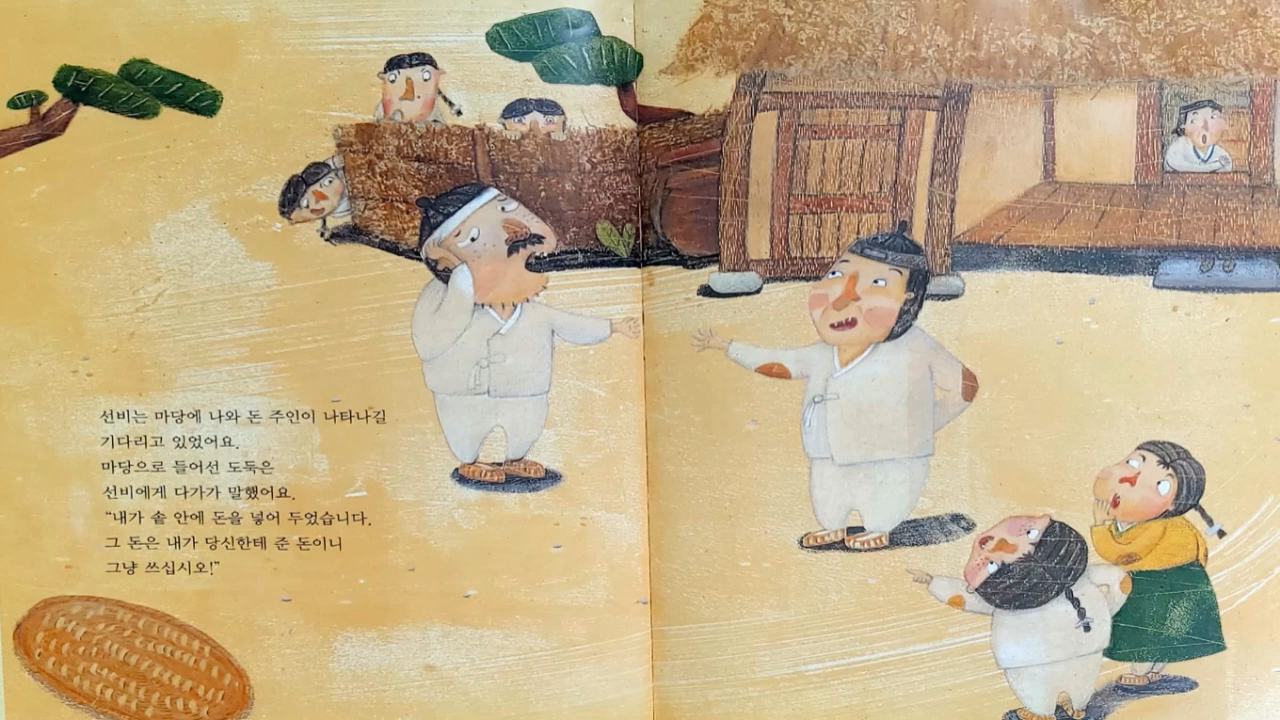 선비는 마당에 나와 돈 주인이 나타나길
기다리고 있었어요.
마당으로 들어선 도둑은
선비에게 다가가 말했어요.
“내가 솥 안에 돈을 넣어 두었습니다.
그 돈은 내가 당신한테 준 돈이니
그냥 쓰십시오!”